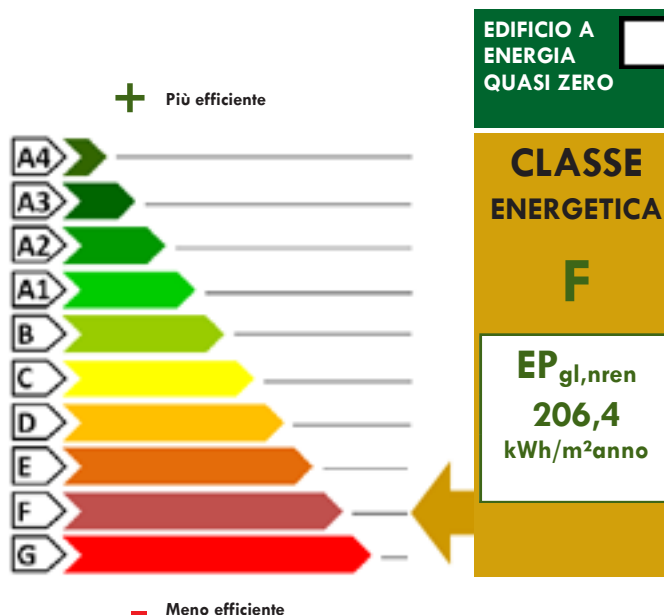 EDIFICIO A
ENERGIA
QUASI ZERO
+ Più efficiente
A4
A3
A2
A1
B
C
D
E
F
G
- Meno efficiente
CLASSE
ENERGETICA
F
EPgl,nren
206,4
kWh/m²anno